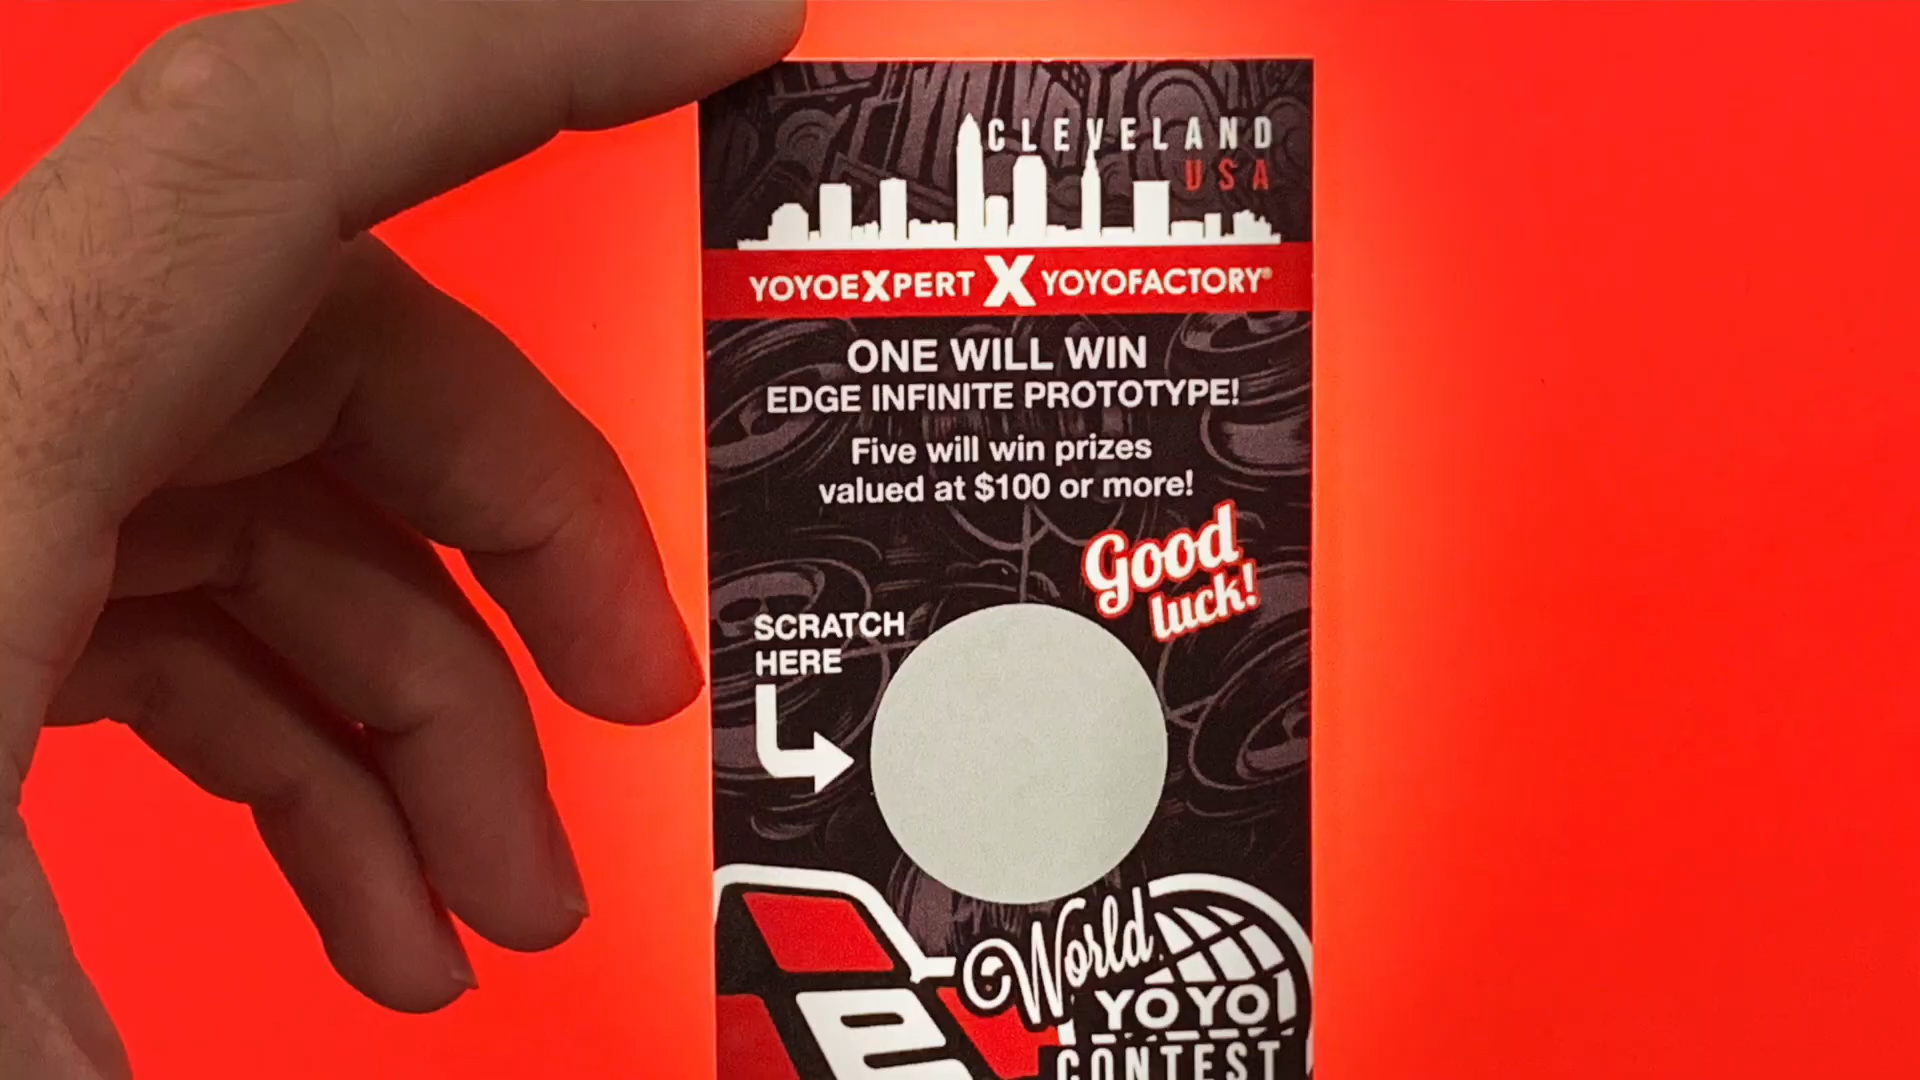 CLEVELAND
USA
YOYOEXPERT X YOYOFACTORY®
ONE WILL WIN
EDGE INFINITE PROTOTYPE!
Five will win prizes
valued at $100 or more!
Good
luck!
SCRATCH
HERE
e
World
YOYO
CONTEST